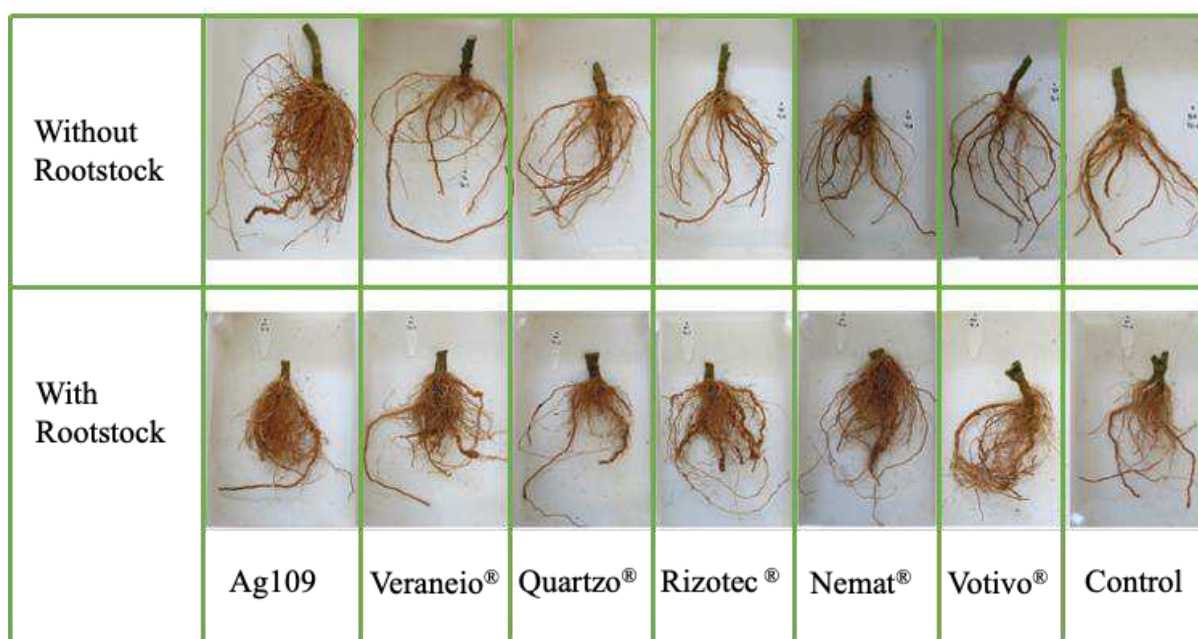 Without
Rootstock
With
Rootstock
Ag109
Veraneio®
Quartzo®
Rizotec ®
Nemat®
Votivo®
Control